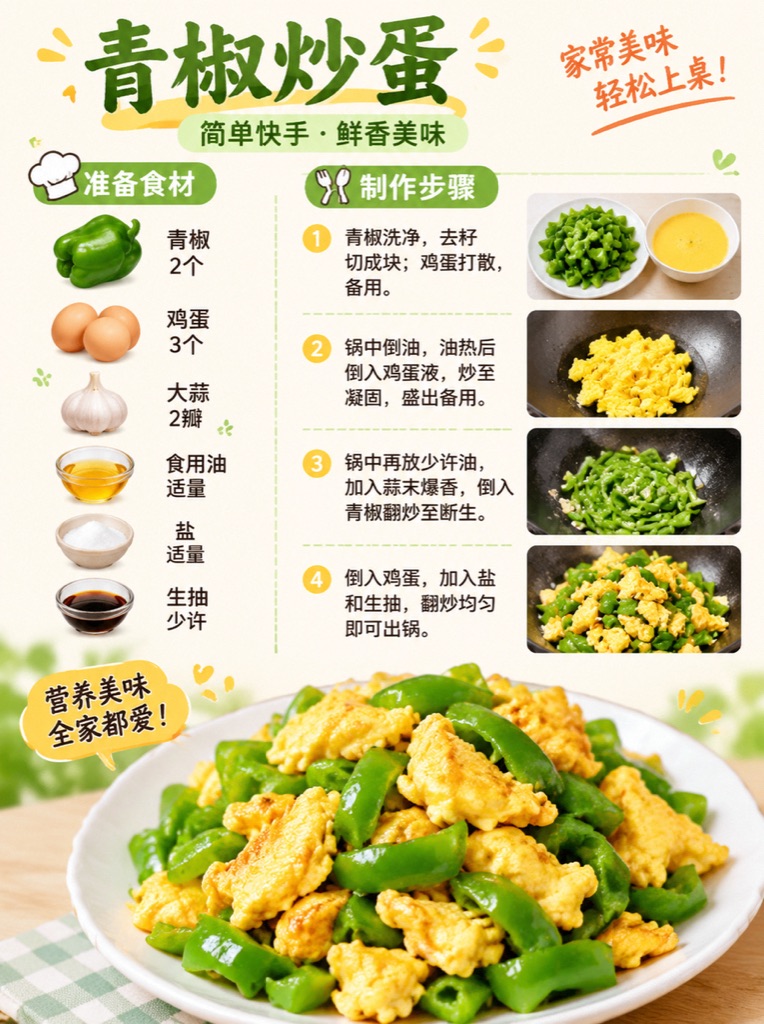 青椒炒蛋
简单快手·鲜香美味
家常美味
轻松上桌!
准备食材
青椒
2个
鸡蛋
3个
大蒜
2瓣
食用油
适量
盐
适量
生抽
少许
制作步骤
1
青椒洗净，去籽
切成块；鸡蛋打散，
备用。
2
锅中倒油，油热后
倒入鸡蛋液，炒至
凝固，盛出备用。
3
锅中再放少许油，
加入蒜末爆香，倒入
青椒翻炒至断生。
4
倒入鸡蛋，加入盐
和生抽，翻炒均匀
即可出锅。
营养美味
全家都爱!